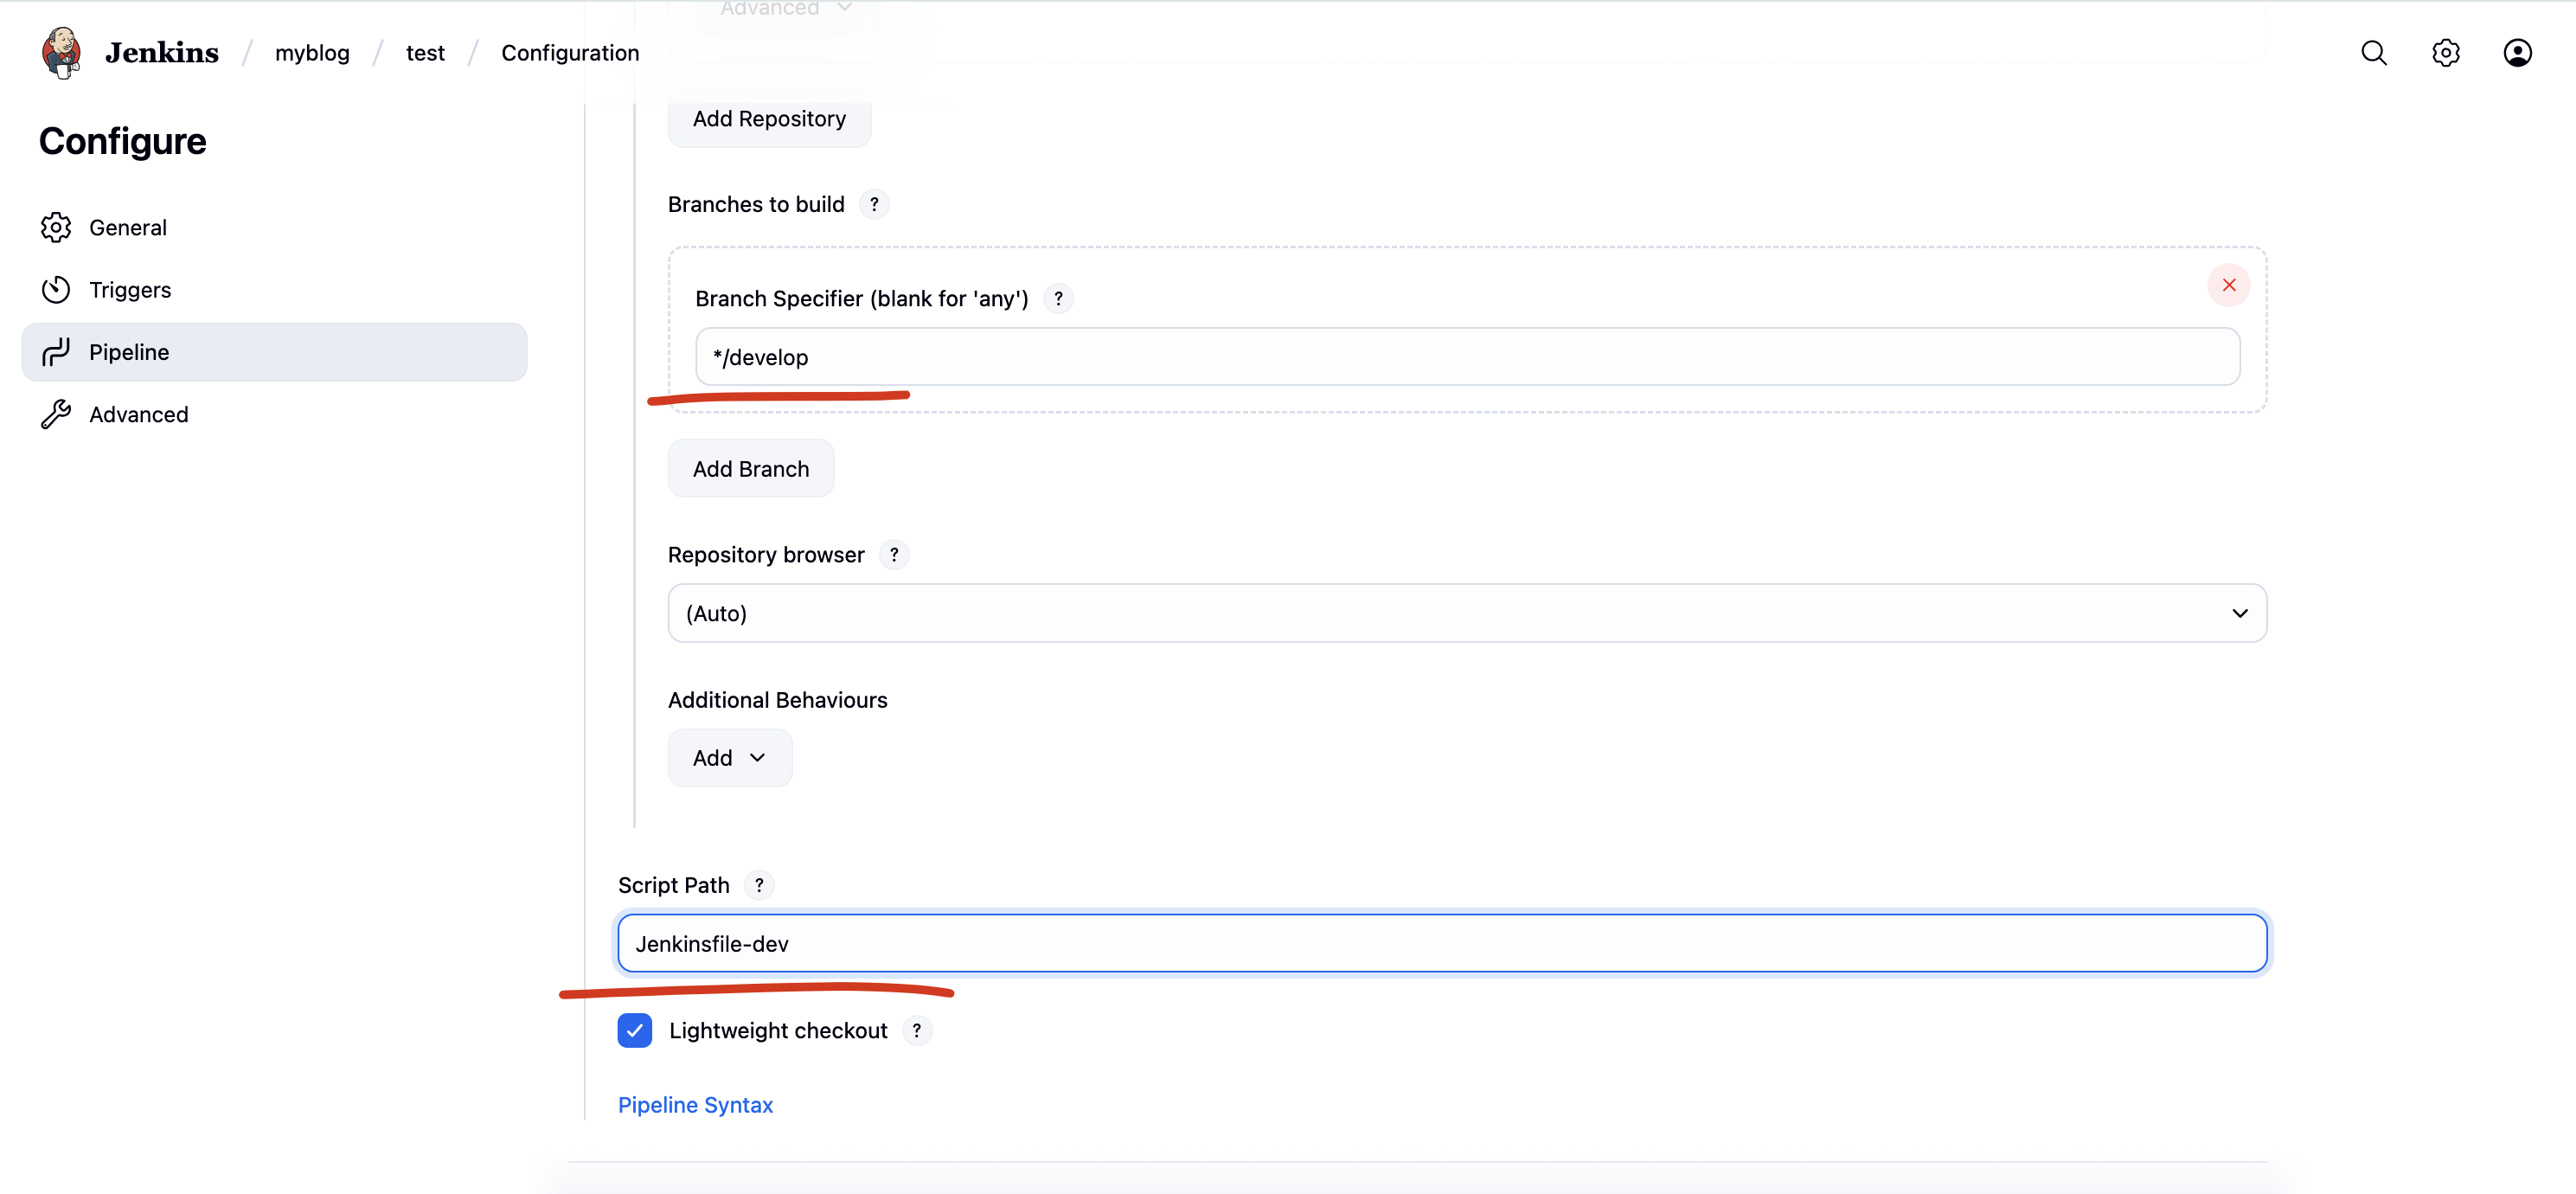 Advanced
Jenkins / myblog / test / Configuration
Configure
General
Triggers
Pipeline
Advanced
Add Repository
Branches to build ?
Branch Specifier (blank for 'any') ?
*/develop
Add Branch
Repository browser ?
(Auto)
Additional Behaviours
Add
Script Path ?
Jenkinsfile-dev
Lightweight checkout ?
Pipeline Syntax